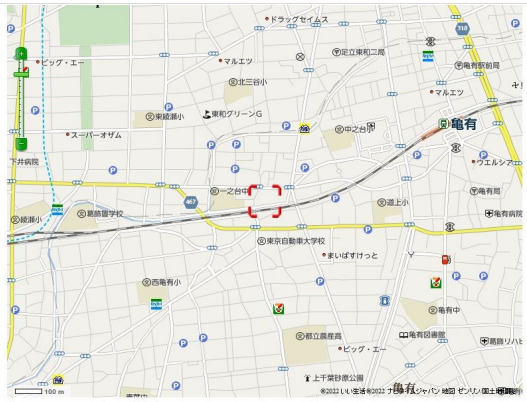 ドラッグセイムス
318
足立東和二局
ビッグ・エー
マルエツ
亀有駅前局
北三谷小
マルエツ
東綾瀬小
東和グリーンG
亀有
中之台小
スーパーオザム
下井病院
ウエルシア
一之台中
亀有局
467
道上小
綾瀬小
葛飾盲学校
亀有病院
東京自動車大学校
まいばすけっと
西亀有小
亀有中
都立農産高
亀有図書館
ビッグ・エー
葛飾リハビ
上千葉砂原公園
亀有
100 m
©2022 いい生活©2022 ナビタイムジャパン 地図 ゼンリン 国土地理